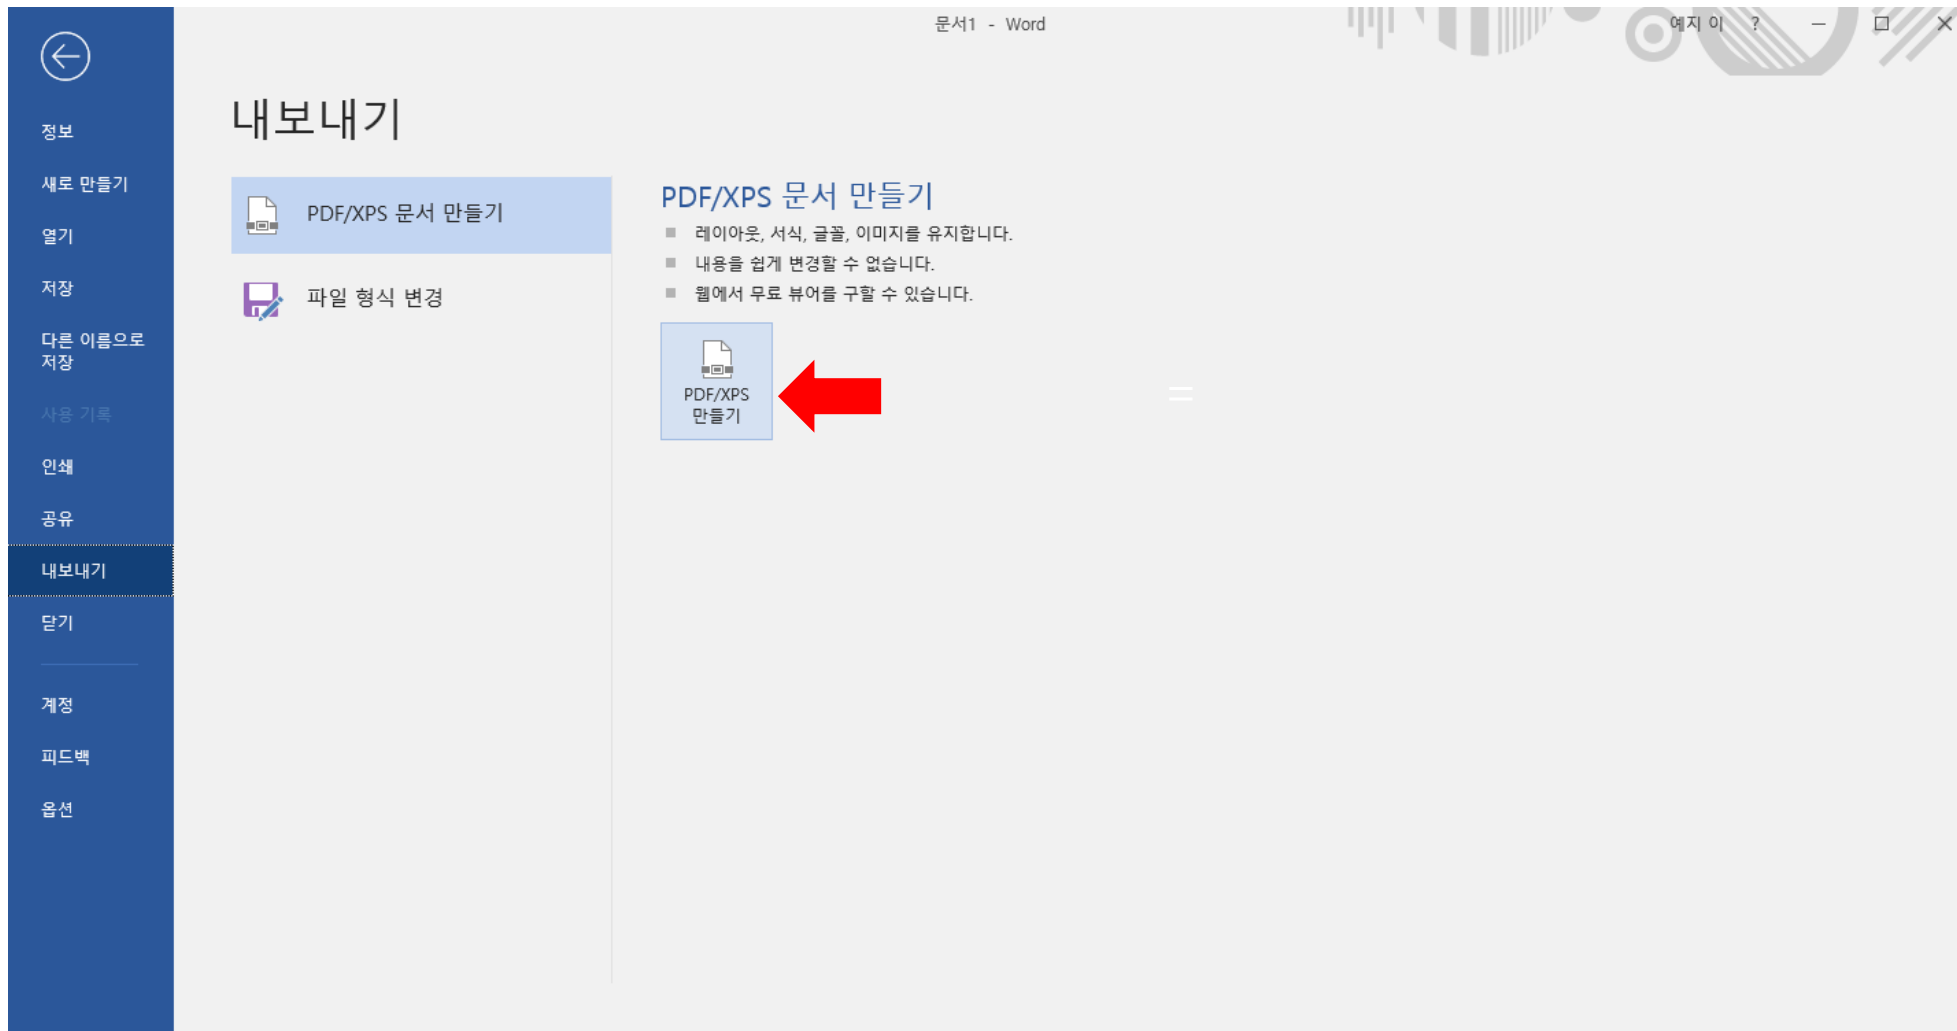 문서1 - Word
예지 이 ?
정보
새로 만들기
열기
저장
다른 이름으로
저장
사용 기록
인쇄
공유
내보내기
닫기
계정
피드백
옵션
내보내기
PDF/XPS 문서 만들기
파일 형식 변경
PDF/XPS 문서 만들기
레이아웃, 서식, 글꼴, 이미지를 유지합니다.
내용을 쉽게 변경할 수 없습니다.
웹에서 무료 뷰어를 구할 수 있습니다.
PDF/XPS
만들기
=